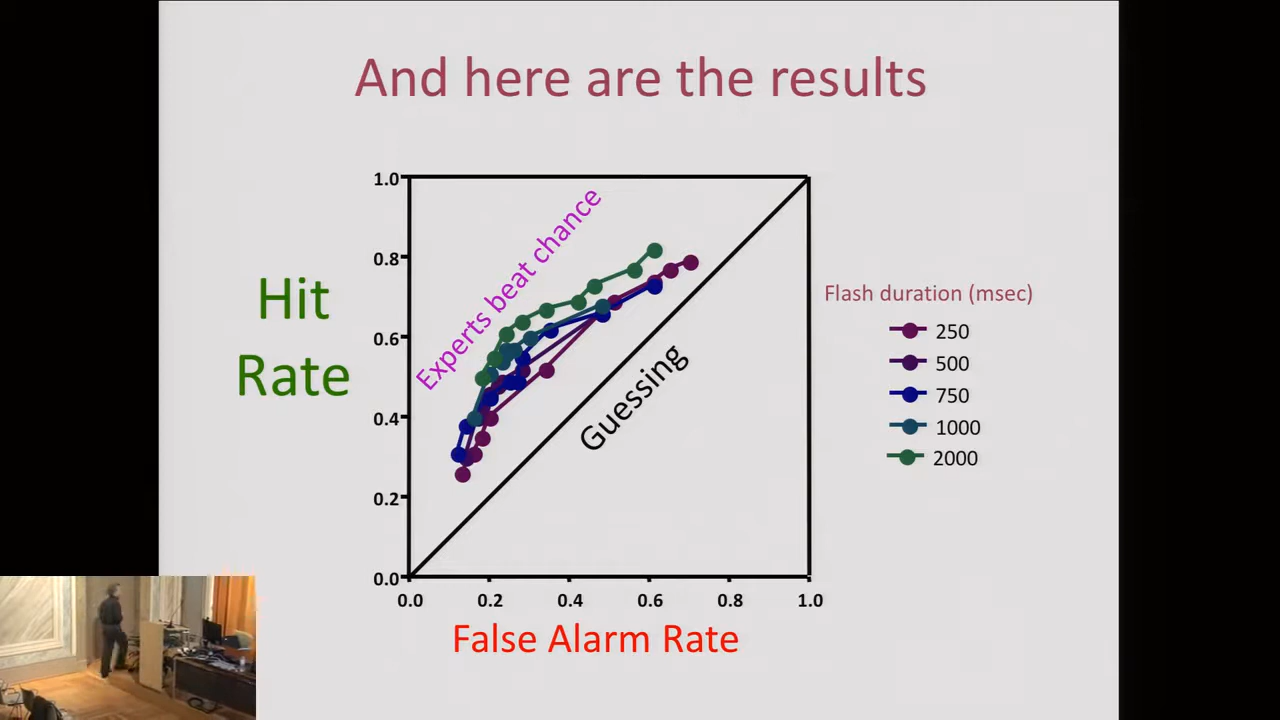 And here are the results
Hit
Rate
1.0
0.8
0.6
0.4
0.2
0.0
Experts beat chance
Guessing
0.0 0.2 0.4 0.6 0.8 1.0
False Alarm Rate
Flash duration (msec)
250
500
750
1000
2000